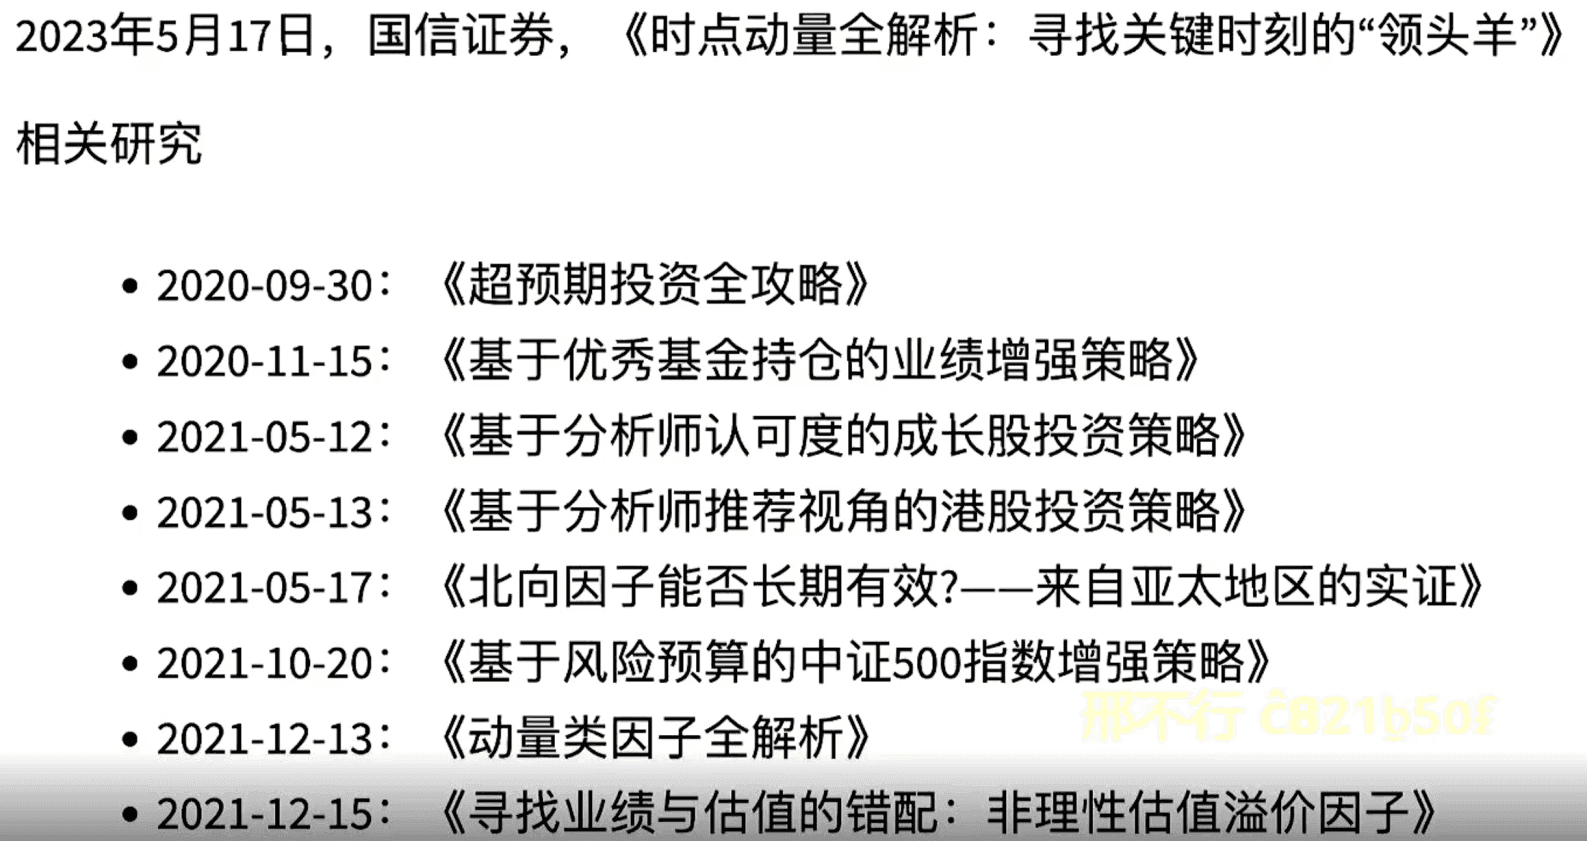 2023年5月17日，国信证券，《时点动量全解析：寻找关键时刻的“领头羊”》
相关研究
• 2020-09-30：《超预期投资全攻略》
• 2020-11-15：《基于优秀基金持仓的业绩增强策略》
• 2021-05-12：《基于分析师认可度的成长股投资策略》
• 2021-05-13：《基于分析师推荐视角的港股投资策略》
• 2021-05-17：《北向因子能否长期有效?——来自亚太地区的实证》
• 2021-10-20：《基于风险预算的中证500指数增强策略》
邢不行
• 2021-12-13：《动量类因子全解析》
• 2021-12-15：《寻找业绩与估值的错配：非理性估值溢价因子》